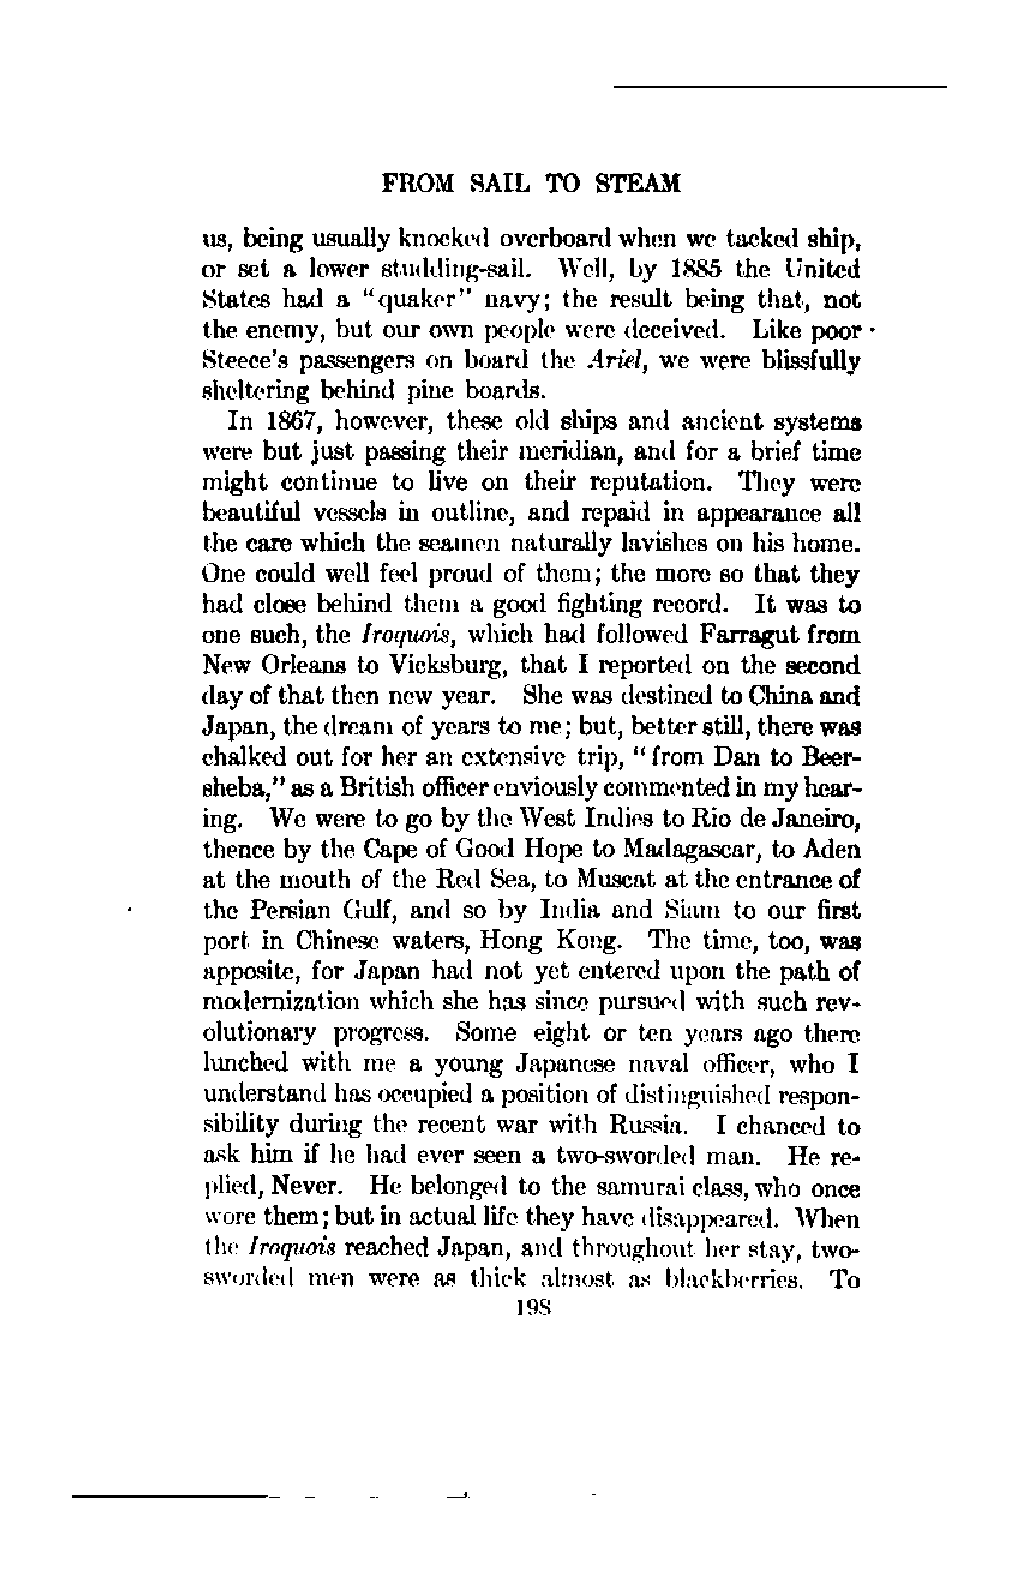 FROM SAIL TO STEAM
us, being usually knocked overboard when we tacked ship,
or set a lower studding-sail. Well, by 1885 the United
States had a "quaker" navy; the result being that, not
the enemy, but our own people were deceived. Like poor
Steece's passengers on board the Ariel, we were blissfully
sheltering behind pine boards.
In 1867, however, these old ships and ancient systems
were but just passing their meridian, and for a brief time
might continue to live on their reputation. They were
beautiful vessels in outline, and repaid in appearance all
the care which the seamen naturally lavishes on his home.
One could well feel proud of them; the more so that they
had close behind them a good fighting record. It was to
one such, the Iroquois, which had followed Farragut from
New Orleans to Vicksburg, that I reported on the second
day of that then new year. She was destined to China and
Japan, the dream of years to me; but, better still, there was
chalked out for her an extensive trip, "from Dan to Beer-
sheba," as a British officer enviously commented in my hear-
ing. We were to go by the West Indies to Rio de Janeiro,
thence by the Cape of Good Hope to Madagascar, to Aden
at the mouth of the Red Sea, to Muscat at the entrance of
the Persian Gulf, and so by India and Siam to our first
port in Chinese waters, Hong Kong. The time, too, was
apposite, for Japan had not yet entered upon the path of
modernization which she has since pursued with such rev-
olutionary progress. Some eight or ten years ago there
lunched with me a young Japanese naval officer, who I
understand has occupied a position of distinguished respon-
sibility during the recent war with Russia. I chanced to
ask him if he had ever seen a two-sworded man. He re-
plied, Never. He belonged to the samurai class, who once
wore them; but in actual life they have disappeared. When
the Iroquois reached Japan, and throughout her stay, two-
sworded men were as thick almost as blackberries. To
198